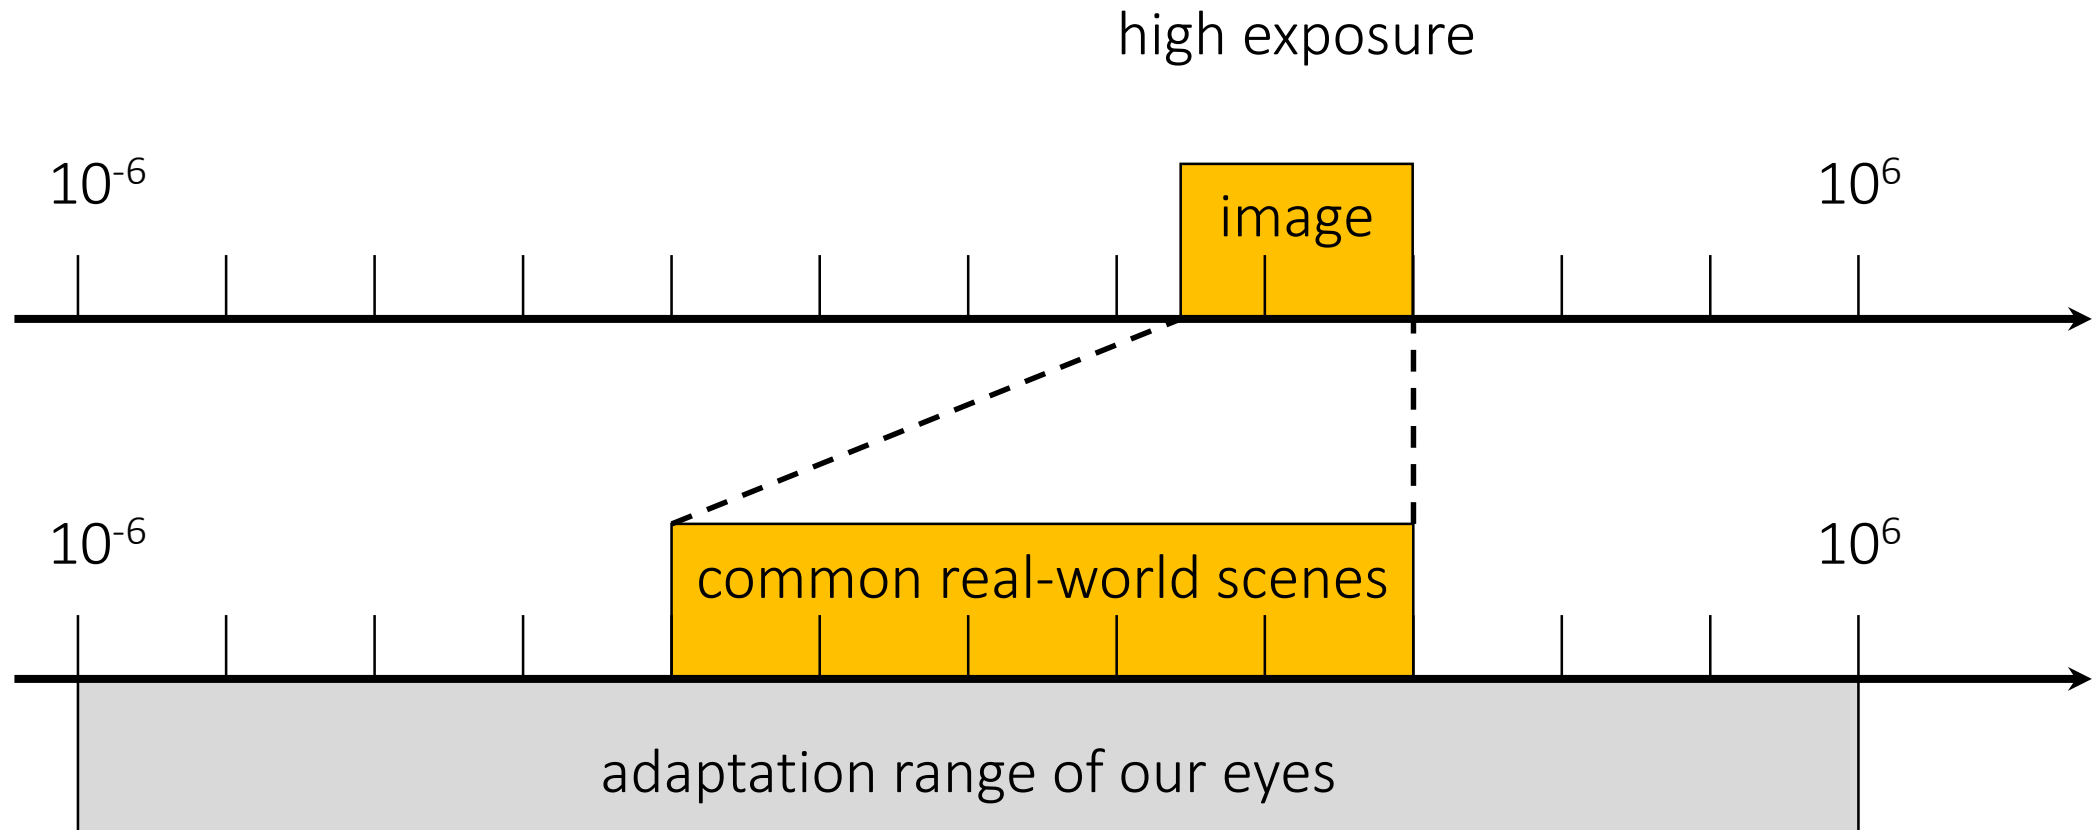 high exposure
10⁻⁶ 10⁶
image
10⁻⁶ 10⁶
common real-world scenes
adaptation range of our eyes